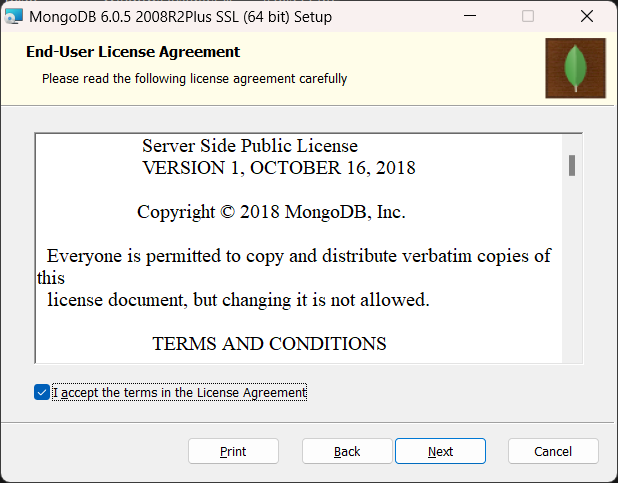 MongoDB 6.0.5 2008R2Plus SSL (64 bit) Setup
End-User License Agreement
Please read the following license agreement carefully
Server Side Public License
VERSION 1, OCTOBER 16, 2018
Copyright © 2018 MongoDB, Inc.
Everyone is permitted to copy and distribute verbatim copies of
this
license document, but changing it is not allowed.
TERMS AND CONDITIONS
I accept the terms in the License Agreement
Print
Back
Next
Cancel